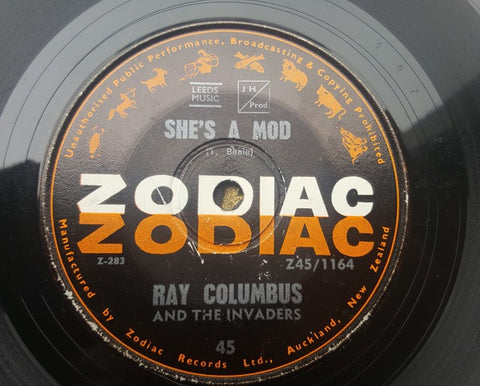 Unauthorised Public Performance, Broadcasting & Copying Prohibited
LEEDS
MUSIC
J H
Prod
SHE'S A MOD
(T. Beale)
ZODIAC
ZODIAC
Z-283
Z45/1164
RAY COLUMBUS
AND THE INVADERS
45
Manufactured by Zodiac Records Ltd., Auckland, New Zealand